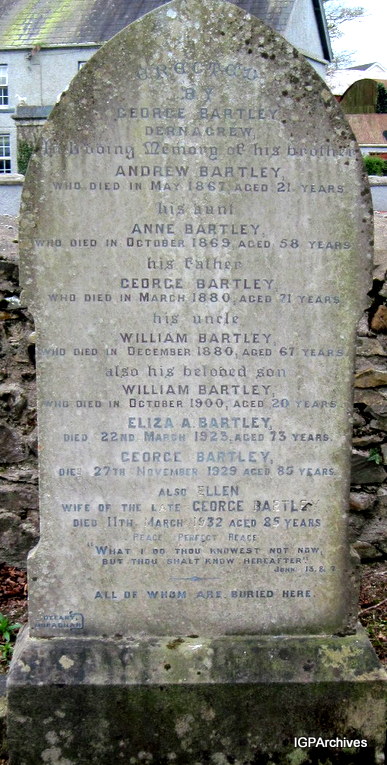 ERECTED
BY
GEORGE BARTLEY,
DERNAGREW,
In loving Memory of his brother
ANDREW BARTLEY,
WHO DIED IN MAY 1867, AGED 21 YEARS.
his aunt
ANNE BARTLEY,
WHO DIED IN OCTOBER 1869, AGED 58 YEARS
his father
GEORGE BARTLEY,
WHO DIED IN MARCH 1880, AGED 71 YEARS
his uncle
WILLIAM BARTLEY,
WHO DIED IN DECEMBER 1880, AGED 67 YEARS.
also his beloved son
WILLIAM BARTLEY,
WHO DIED IN OCTOBER 1900, AGED 20 YEARS.
ELIZA A. BARTLEY,
DIED 22ND MARCH 1923, AGED 73 YEARS.
GEORGE BARTLEY,
DIED 27TH NOVEMBER 1929 AGED 85 YEARS.
ALSO ELLEN
WIFE OF THE LATE GEORGE BARTLEY
DIED 11TH MARCH 1932 AGED 86 YEARS
PEACE PERFECT PEACE
"WHAT I DO THOU KNOWEST NOT NOW,
BUT THOU SHALT KNOW HEREAFTER".
JOHN. 13. &
ALL OF WHOM ARE BURIED HERE.
MONAGHAN
IGPArchives